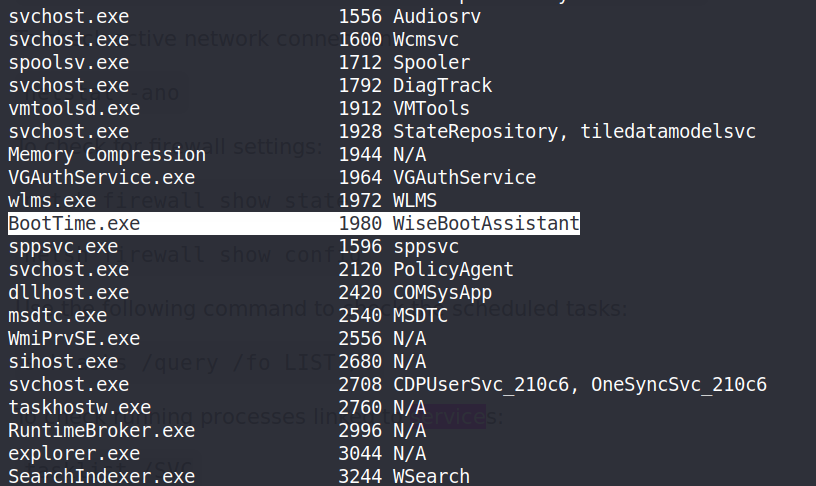 svchost.exe 1556 Audiosrv
svchost.exe 1600 Wcmsvc
spoolsv.exe 1712 Spooler
svchost.exe 1792 DiagTrack
vmtoolsd.exe 1912 VMTools
svchost.exe 1928 StateRepository, tiledatamodelsvc
Memory Compression 1944 N/A
VGAuthService.exe 1964 VGAuthService
wlms.exe 1972 WLMS
BootTime.exe 1980 WiseBootAssistant
sppsvc.exe 1596 sppsvc
svchost.exe 2120 PolicyAgent
dllhost.exe 2420 COMSysApp
msdtc.exe 2540 MSDTC
WmiPrvSE.exe 2556 N/A
sihost.exe 2680 N/A
svchost.exe 2708 CDPUserSvc_210c6, OneSyncSvc_210c6
taskhostw.exe 2760 N/A
RuntimeBroker.exe 2996 N/A
explorer.exe 3044 N/A
SearchIndexer.exe 3244 WSearch